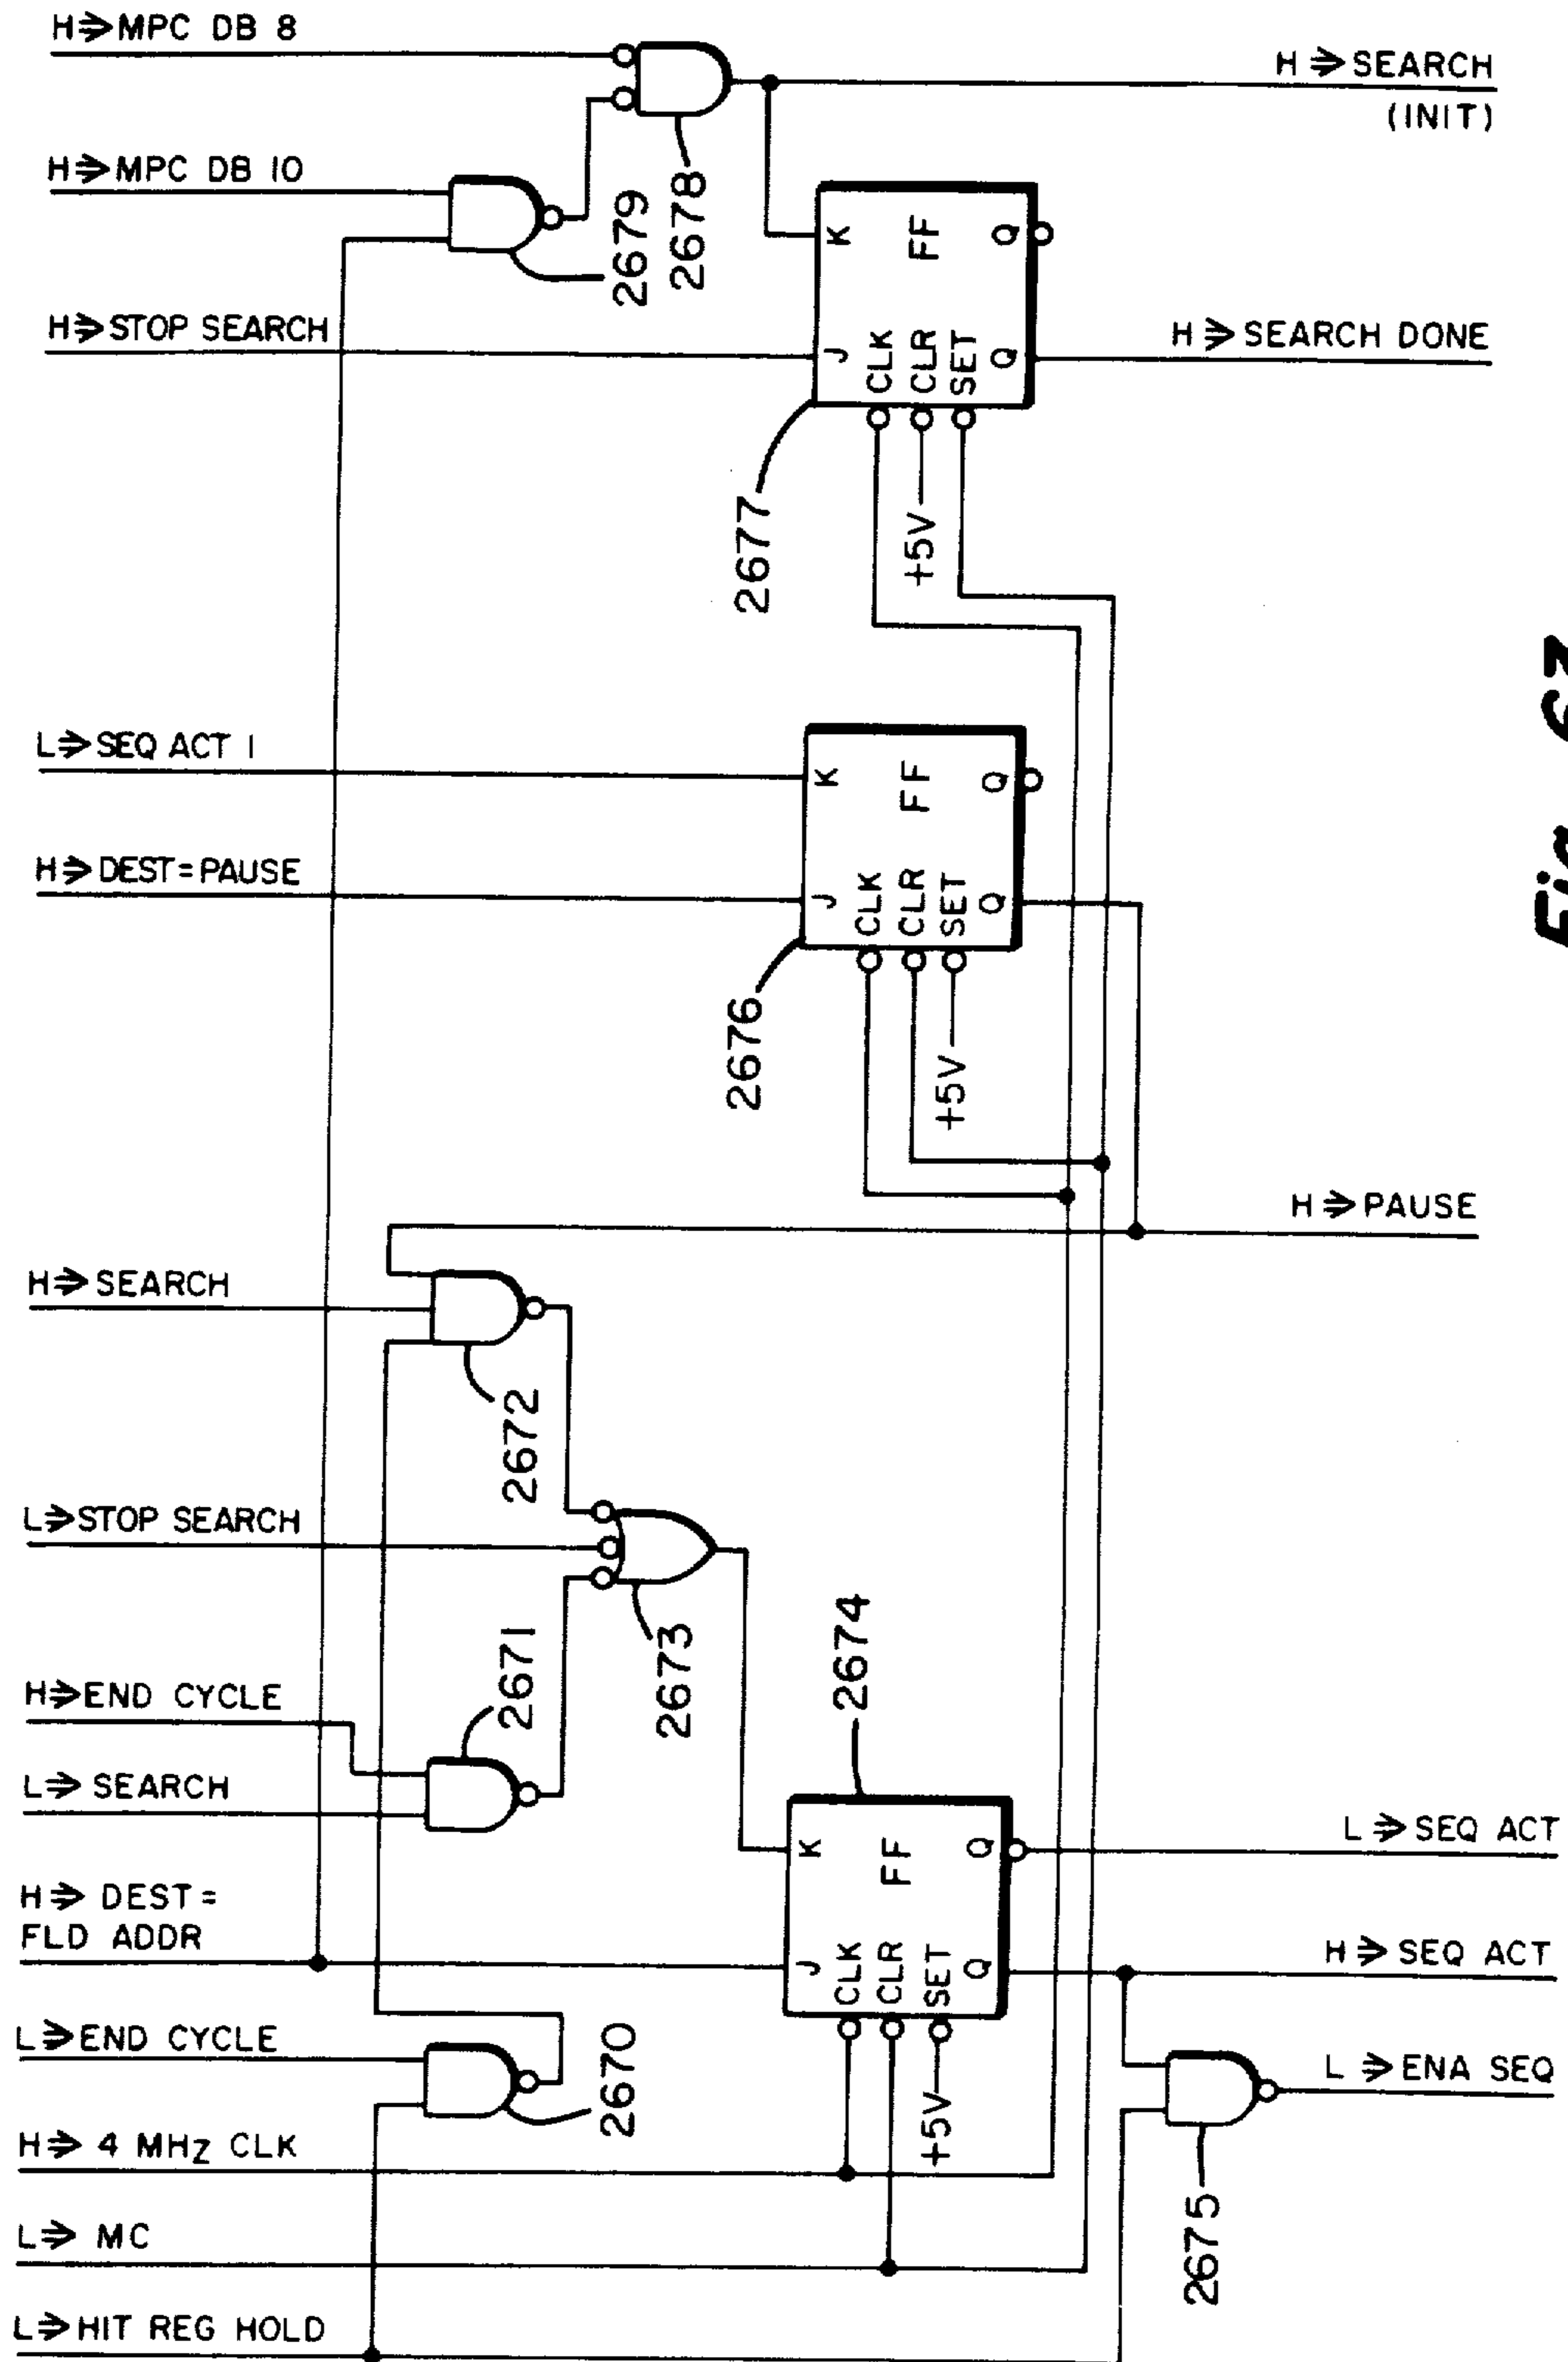 H⇒MPC DB 8
H⇒SEARCH
(INIT)
H⇒MPC DB 10
2678
2679
K FF Q
H⇒STOP SEARCH
J CLK CLR SET Q
H⇒SEARCH DONE
2677
+5V
L⇒SEQ ACT 1
K FF Q
H⇒DEST=PAUSE
J CLK CLR SET Q
2676
+5V
H⇒PAUSE
H⇒SEARCH
2672
L⇒STOP SEARCH
2673
2674
H⇒END CYCLE
2671
L⇒SEARCH
K FF Q
L⇒SEQ ACT
H⇒DEST=
FLD ADDR
J CLK CLR SET Q
H⇒SEQ ACT
L⇒END CYCLE
2670
+5V
L⇒ENA SEQ
H⇒4 MHZ CLK
2675
L⇒MC
L⇒HIT REG HOLD